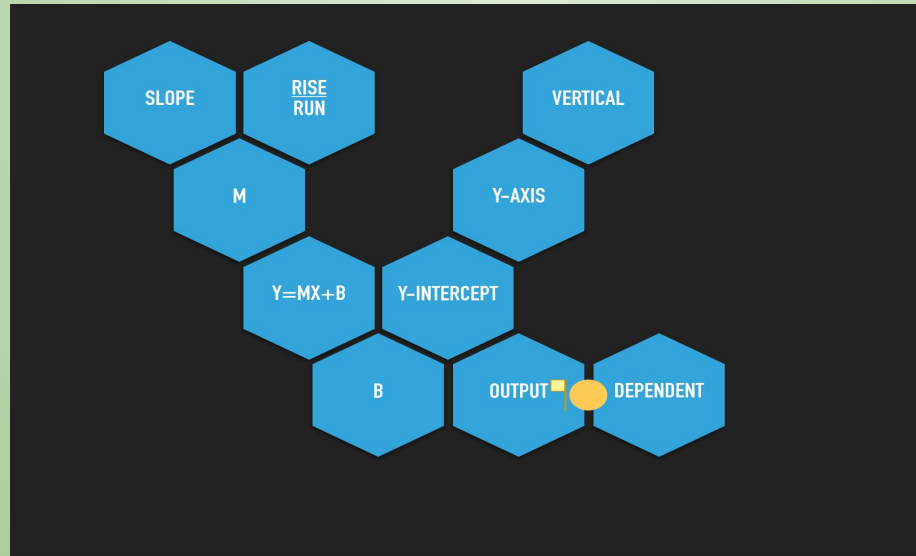 SLOPE
RISE
RUN
VERTICAL
M
Y-AXIS
Y=MX+B
Y-INTERCEPT
B
OUTPUT
DEPENDENT